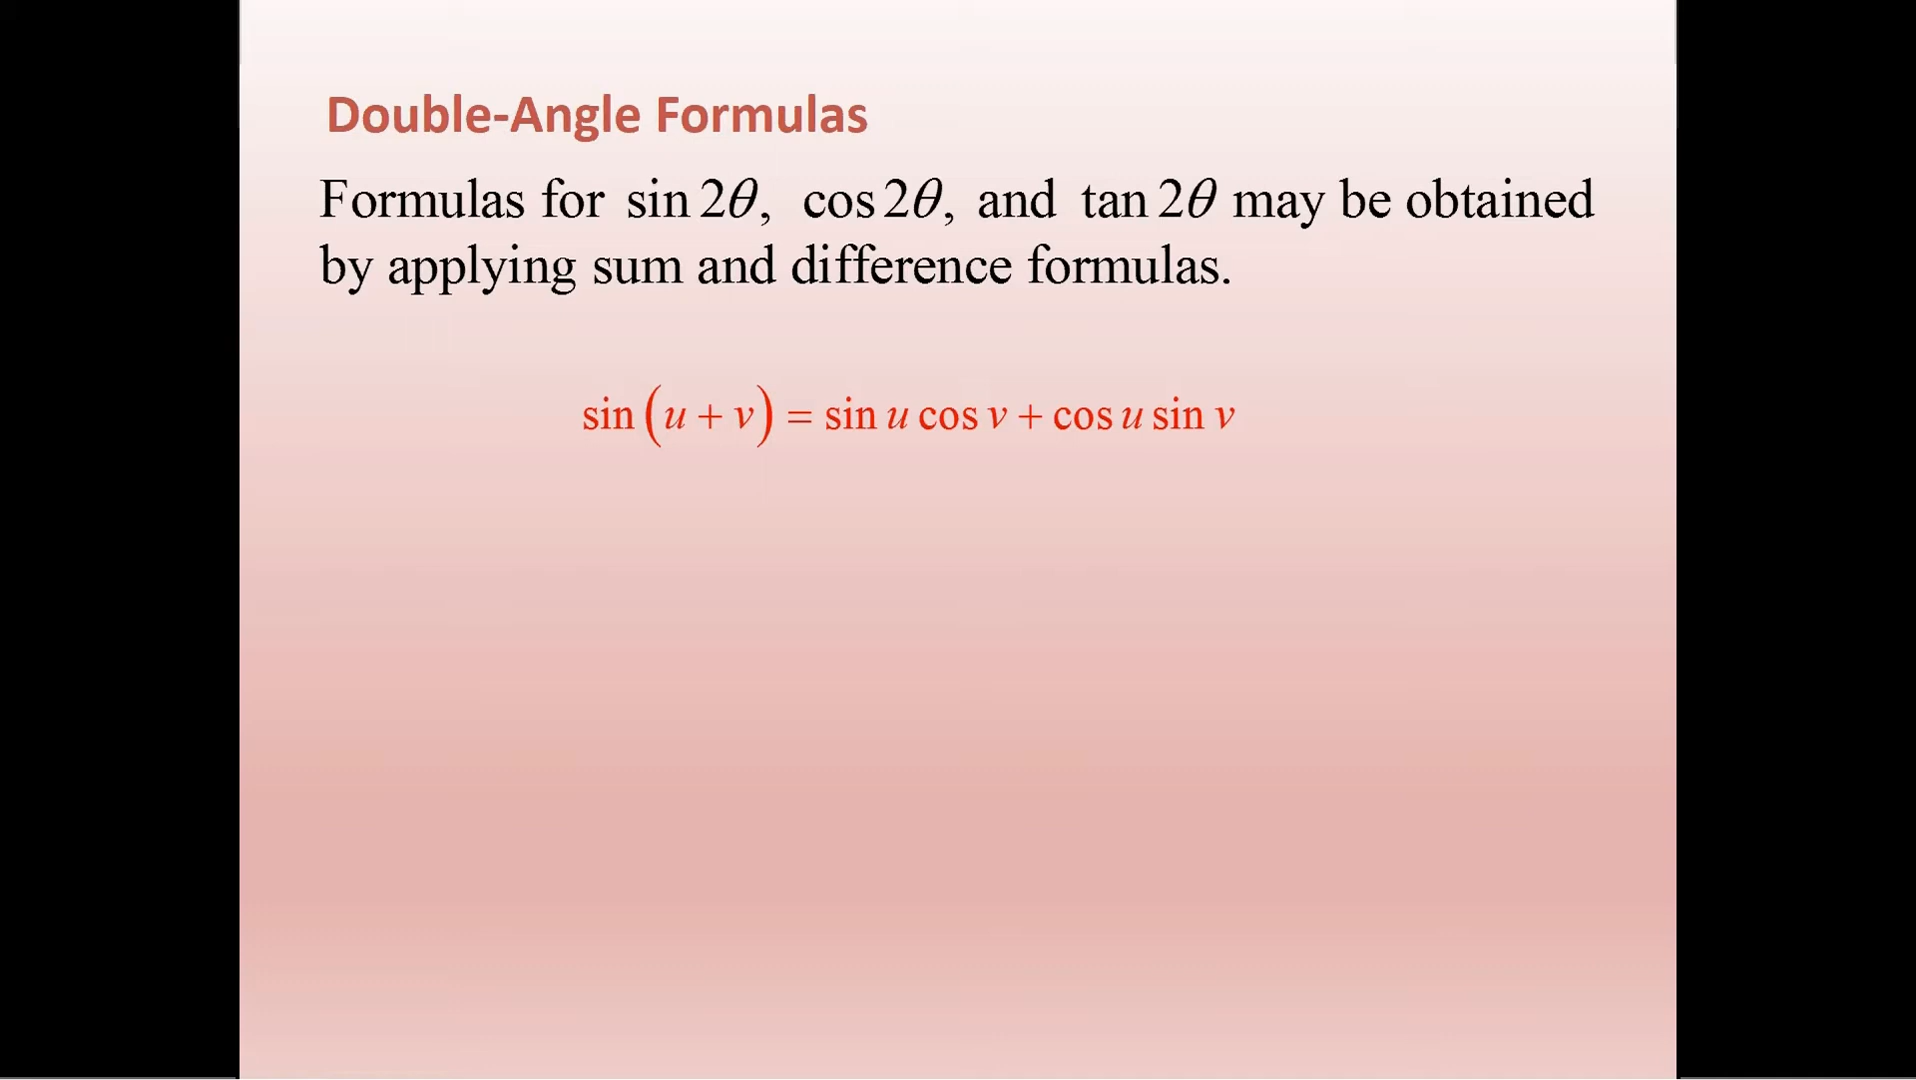 Double-Angle Formulas
Formulas for sin 2θ, cos 2θ, and tan 2θ may be obtained
by applying sum and difference formulas.
sin (u + v) = sin u cos v + cos u sin v